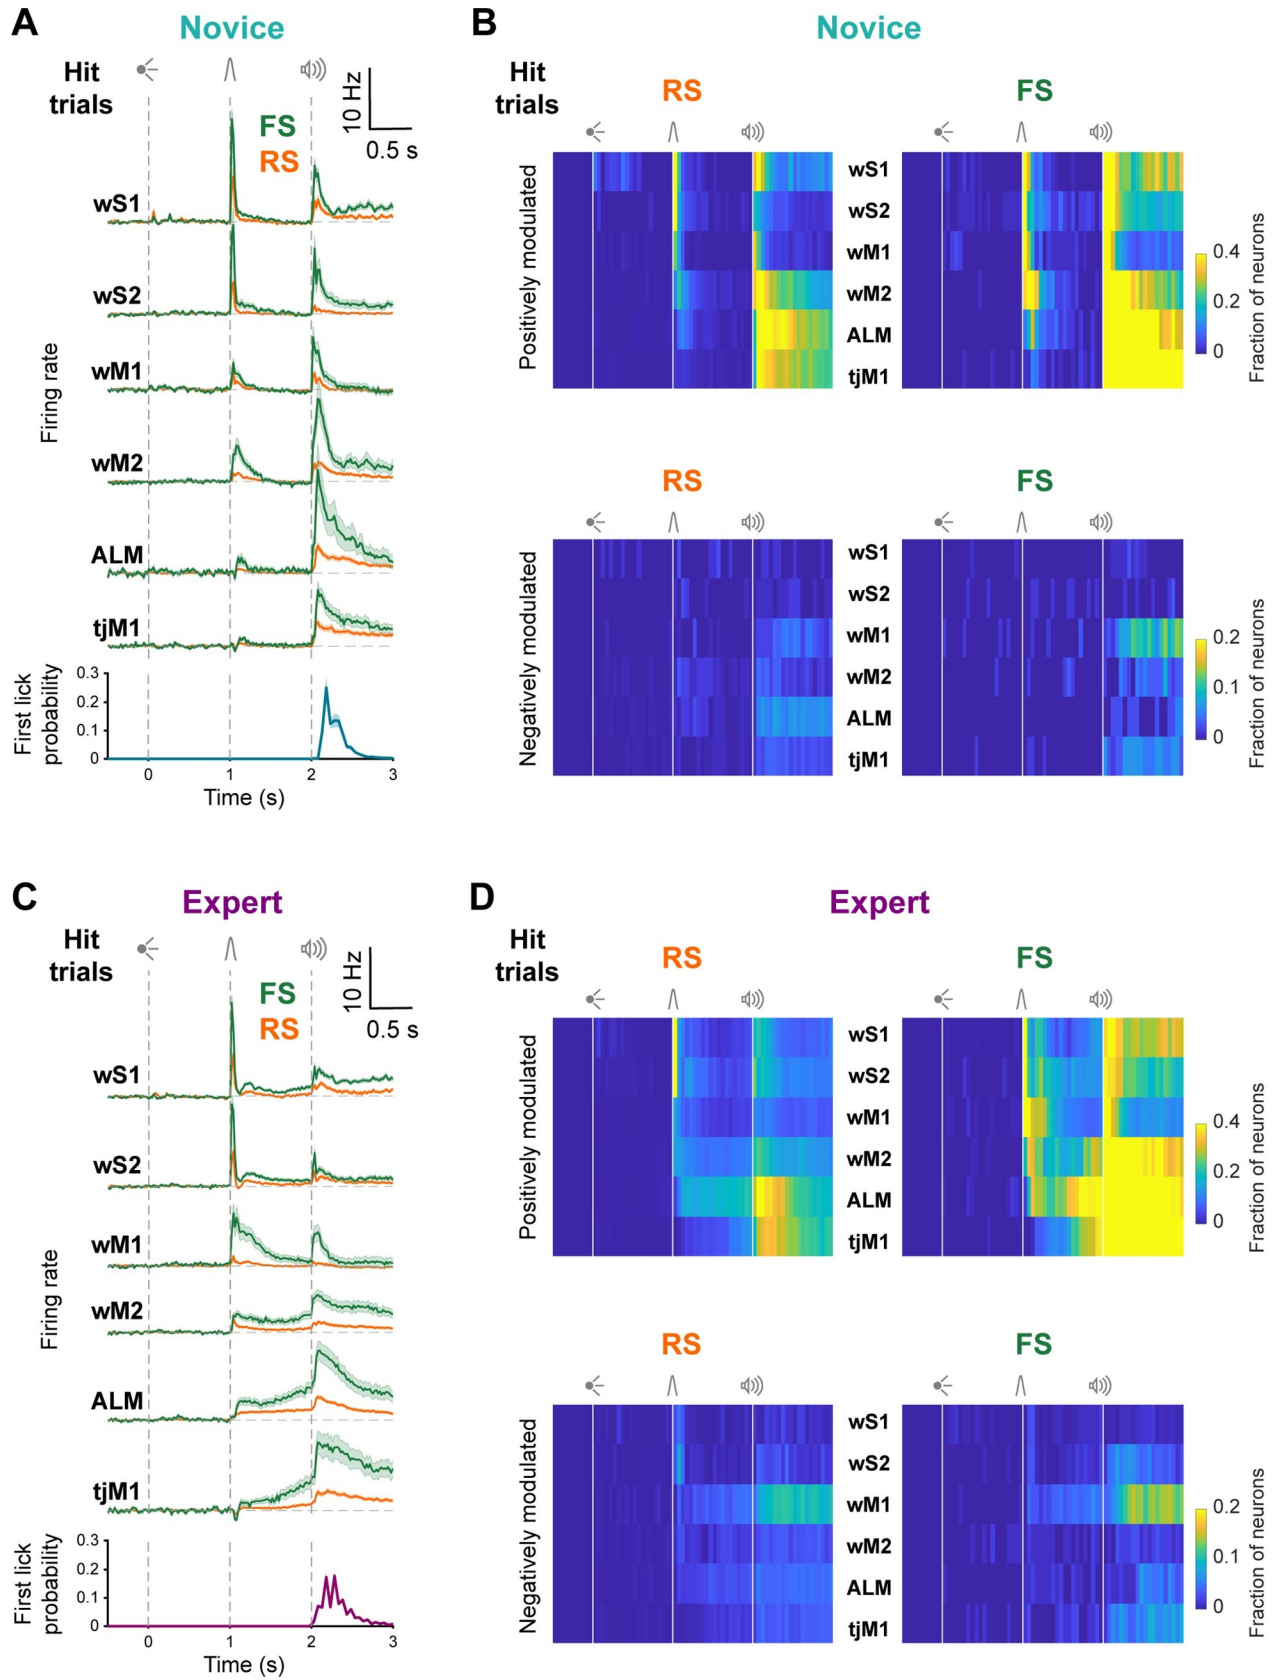 A
Novice
Hit
trials
10 Hz
0.5 s
FS
RS
wS1
wS2
wM1
wM2
ALM
tjM1
Firing rate
First lick
probability
0.3
0.2
0.1
0
0
1
2
3
Time (s)
B
Novice
Hit
trials
RS
FS
Positively modulated
wS1
wS2
wM1
wM2
ALM
tjM1
0.4
0.2
0
Fraction of neurons
RS
FS
Negatively modulated
wS1
wS2
wM1
wM2
ALM
tjM1
0.2
0.1
0
Fraction of neurons
C
Expert
Hit
trials
10 Hz
0.5 s
FS
RS
wS1
wS2
wM1
wM2
ALM
tjM1
Firing rate
First lick
probability
0.3
0.2
0.1
0
0
1
2
3
Time (s)
D
Expert
Hit
trials
RS
FS
Positively modulated
wS1
wS2
wM1
wM2
ALM
tjM1
0.4
0.2
0
Fraction of neurons
RS
FS
Negatively modulated
wS1
wS2
wM1
wM2
ALM
tjM1
0.2
0.1
0
Fraction of neurons